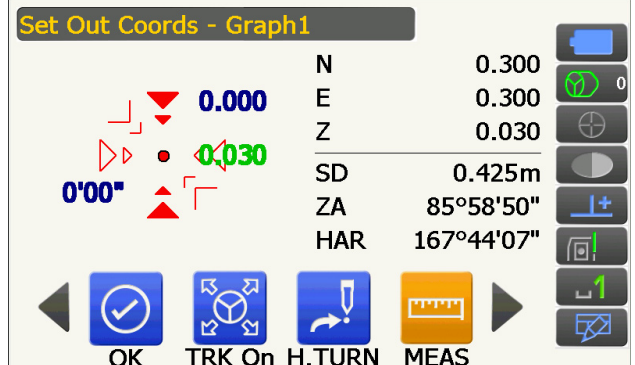 Set Out Coords - Graph1
N 0.300
0.000
E 0.300
0
Z 0.030
0.030
SD 0.425m
0'00"
ZA 85°58'50"
HAR 167°44'07"
1
OK TRK On H.TURN MEAS